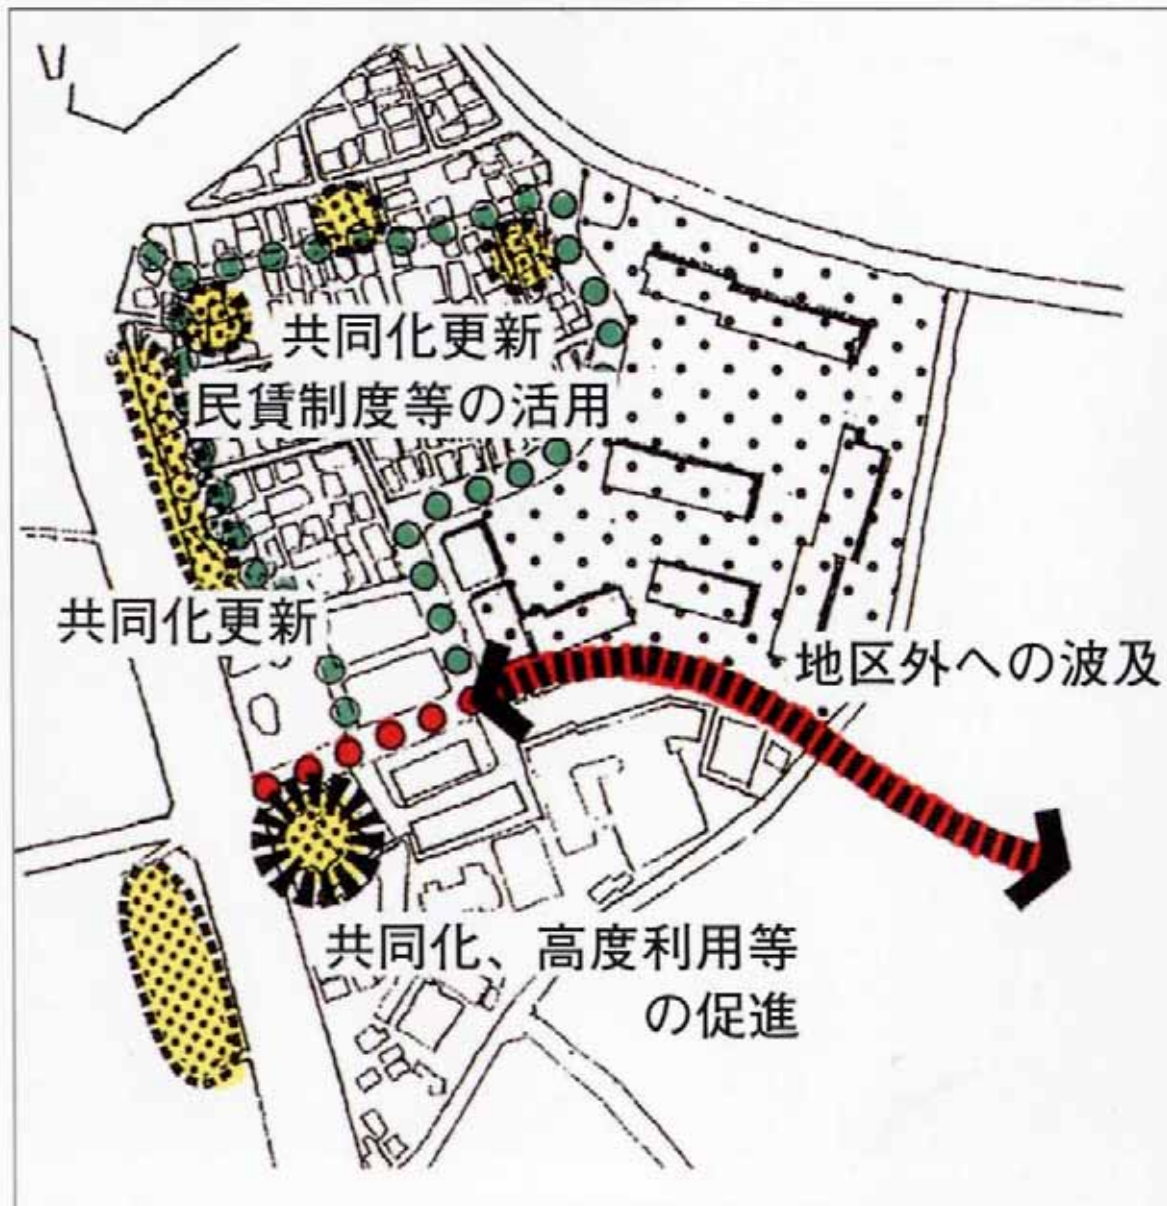 共同化更新
民賃制度等の活用
共同化更新
地区外への波及
共同化、高度利用等
の促進